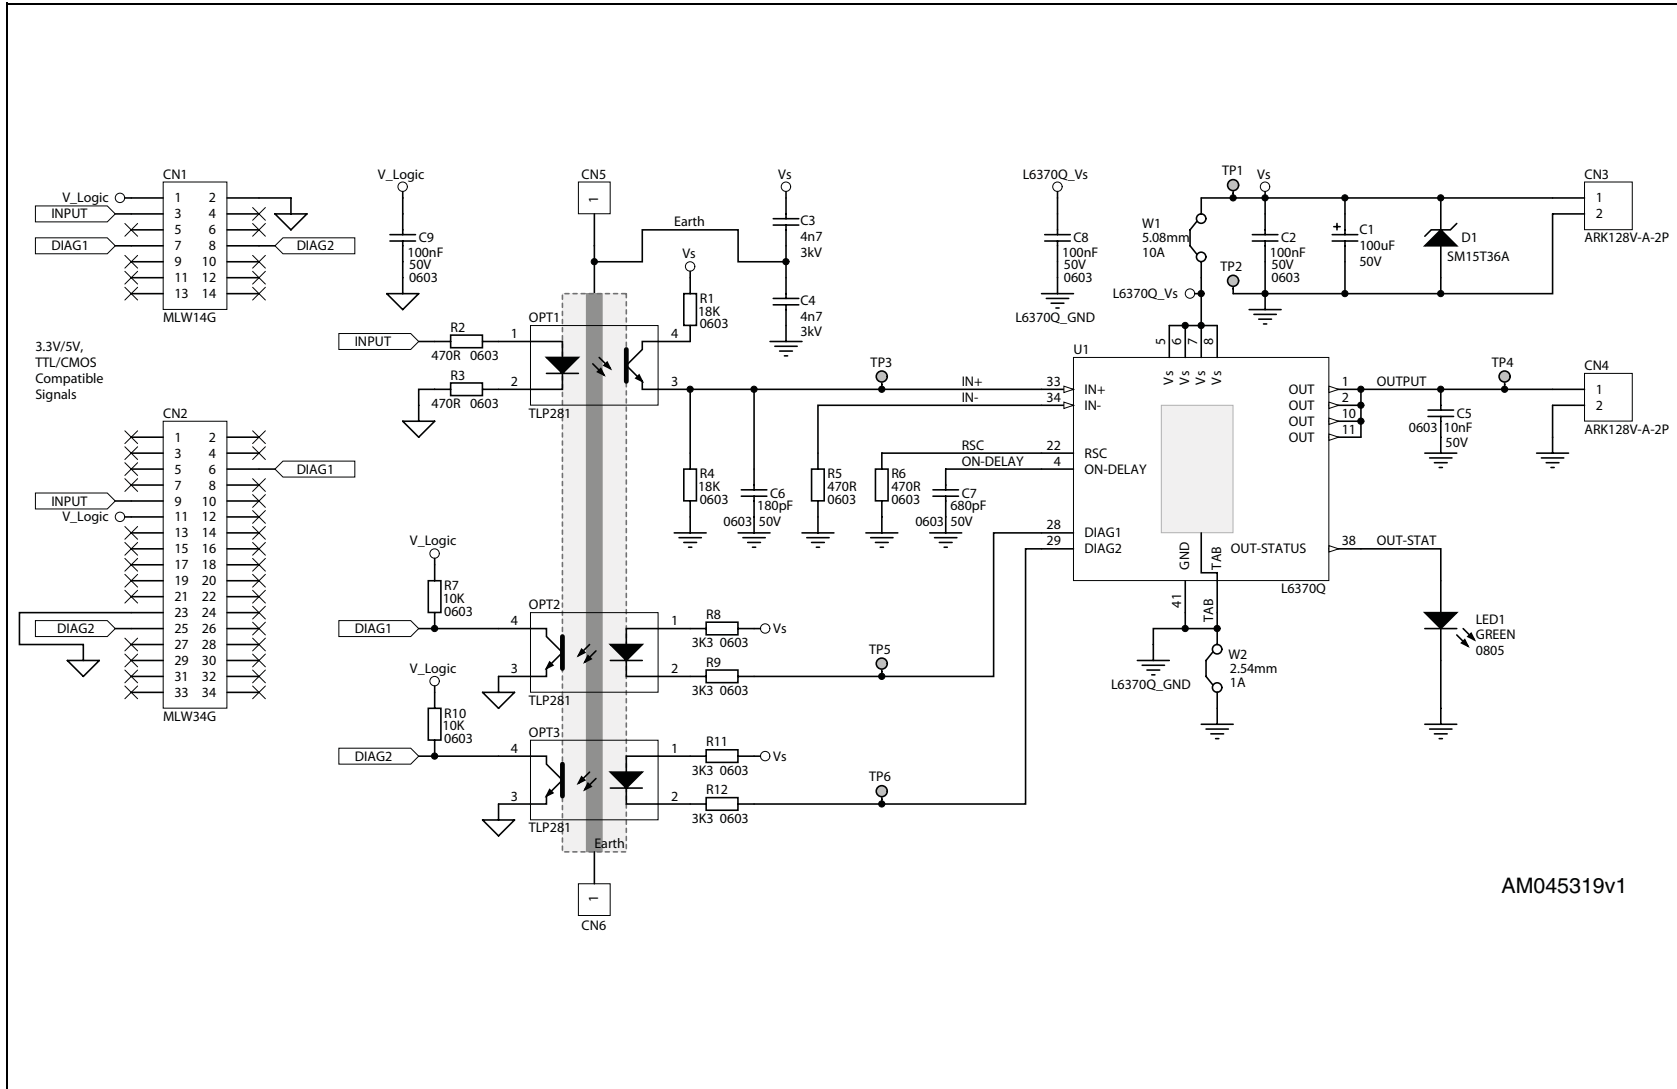 CN1
V_Logic
1 2
INPUT
3 4
5 6
DIAG1
7 8
DIAG2
9 10
11 12
13 14
MLW14G
3.3V/5V,
TTL/CMOS
Compatible
Signals
CN2
1 2
3 4
5 6
DIAG1
7 8
INPUT
9 10
V_Logic
11 12
13 14
15 16
17 18
19 20
21 22
23 24
DIAG2
25 26
27 28
29 30
31 32
33 34
MLW34G
V_Logic
C9
100nF
50V
0603
INPUT
R2
470R 0603
R3
470R 0603
OPT1
1
2
4
3
TLP281
CN5
1
Earth
Vs
R1
18K
0603
Vs
C3
4n7
3kV
C4
4n7
3kV
TP3
R4
18K
0603
C6
180pF
0603 50V
R5
470R
0603
R6
470R
0603
C7
680pF
0603 50V
IN+
IN-
RSC
ON-DELAY
V_Logic
R7
10K
0603
DIAG1
OPT2
4
3
1
2
TLP281
R8
3K3 0603
Vs
R9
3K3 0603
TP5
V_Logic
R10
10K
0603
DIAG2
OPT3
4
3
1
2
TLP281
R11
3K3 0603
Vs
R12
3K3 0603
TP6
Earth
1
CN6
L6370Q_Vs
C8
100nF
50V
0603
L6370Q_GND
W1
5.08mm
10A
TP1
Vs
TP2
L6370Q_Vs
C2
100nF
50V
0603
C1
+
100uF
50V
D1
SM15T36A
CN3
1
2
ARK128V-A-2P
U1
5 6 7 8
Vs Vs Vs Vs
33 IN+
34 IN-
22 RSC
4 ON-DELAY
28 DIAG1
29 DIAG2
OUT 1
OUT 2
OUT 10
OUT 11
OUTPUT
TP4
C5
0603 10nF
50V
CN4
1
2
ARK128V-A-2P
GND
TAB
OUT-STATUS
38
OUT-STAT
L6370Q
41
TAB
L6370Q_GND
W2
2.54mm
1A
LED1
GREEN
0805
AM045319v1